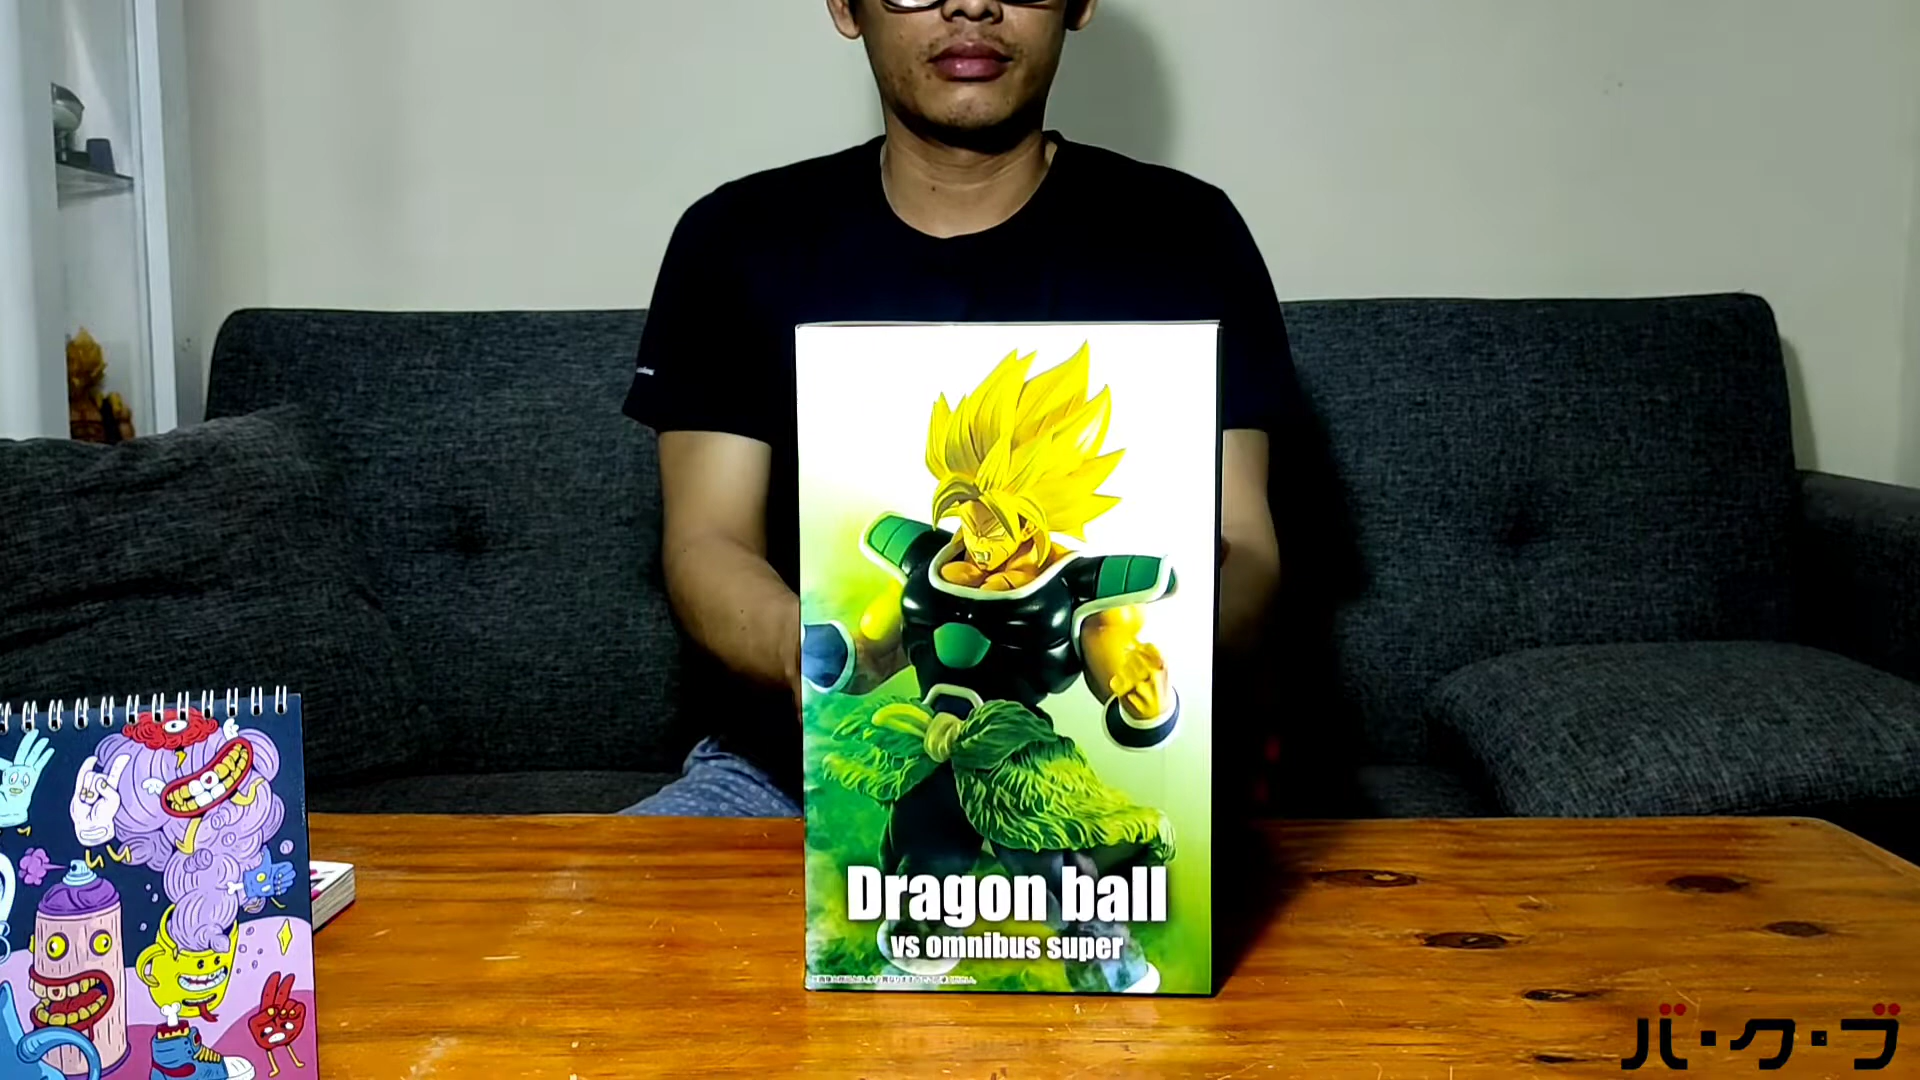 Dragon ball
vs omnibus super
バ・ク・ブ